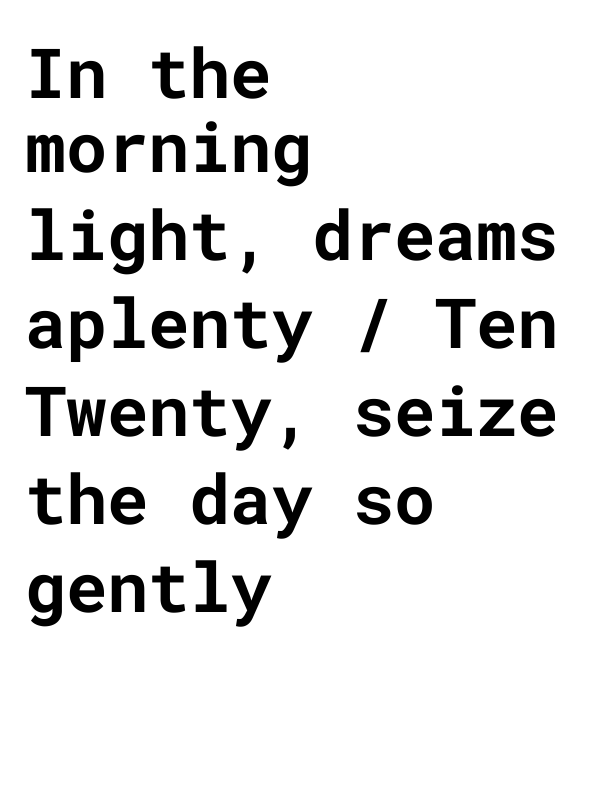 In the
morning
light, dreams
aplenty / Ten
Twenty, seize
the day so
gently